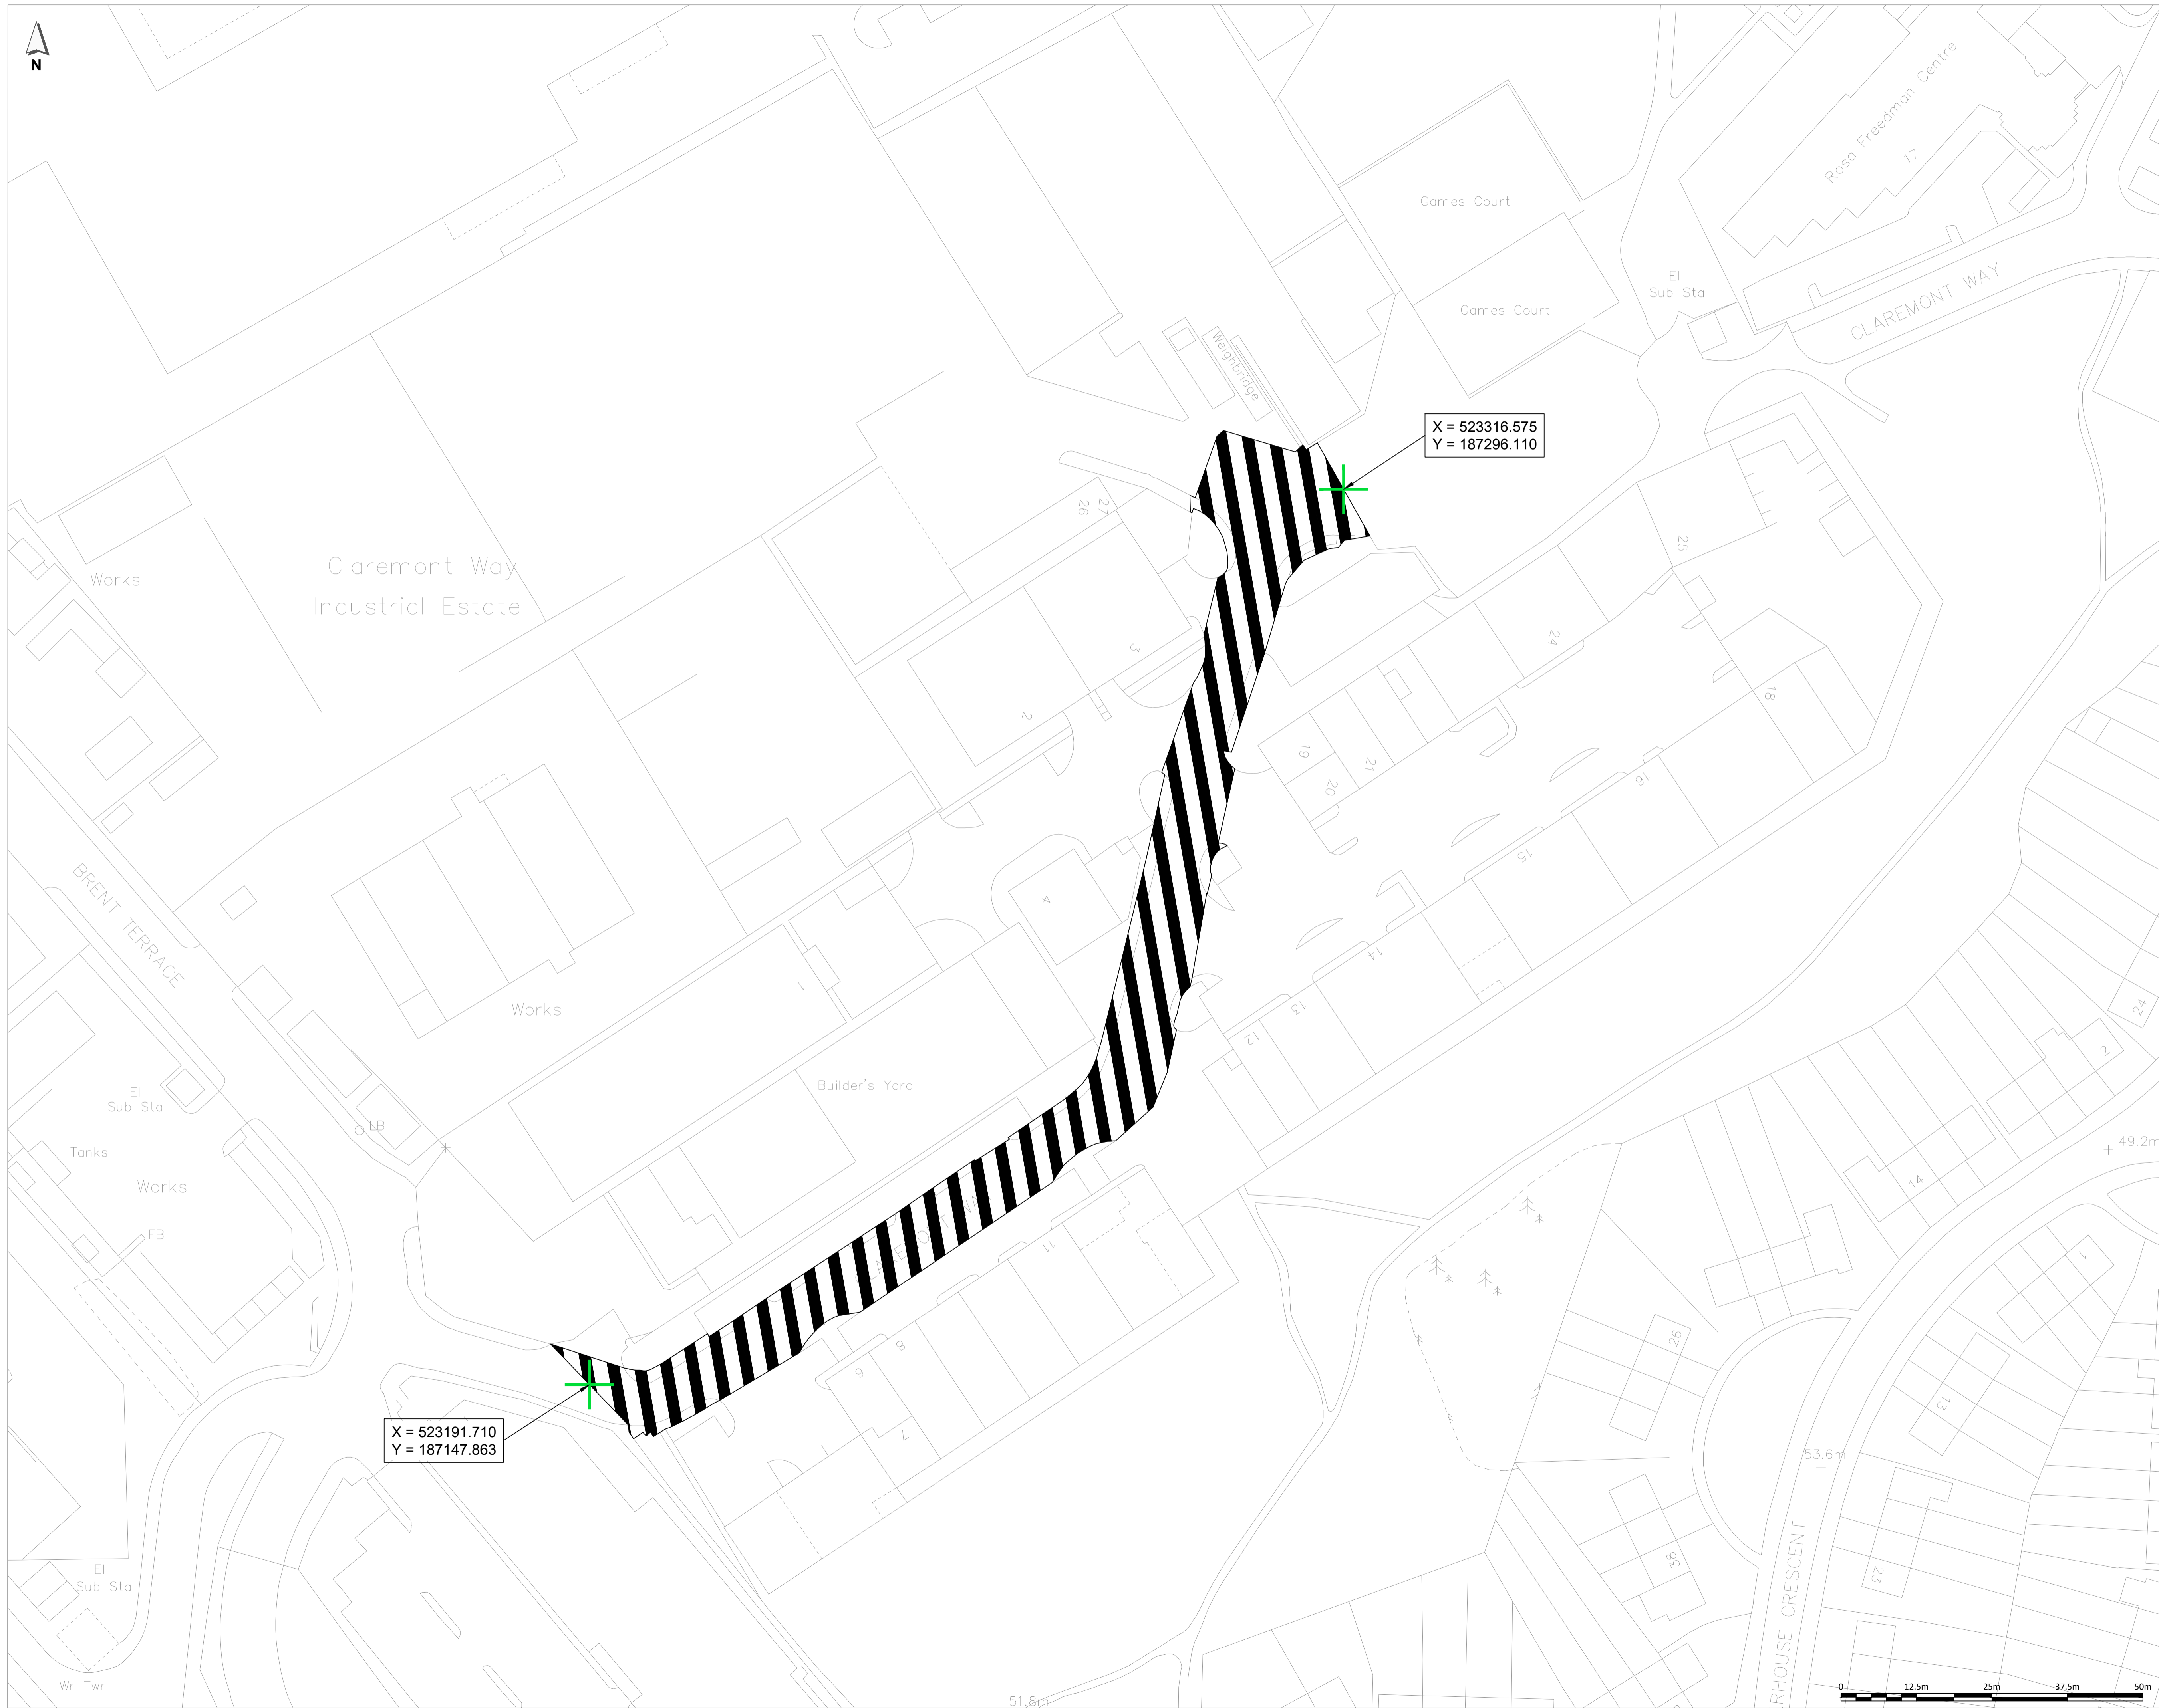 N
Rosa Freedman Centre
17
Games Court
Games Court
El
Sub Sta
CLAREMONT WAY
Weighbridge
X = 523316.575
Y = 187296.110
26
27
25
Works
Claremont Way
Industrial Estate
3
24
2
18
19
21
20
16
BRENT TERRACE
15
4
14
1
Works
13
12
24
2
Builder's Yard
El
Sub Sta
LB
Tanks
Works
49.2m
14
FB
11
1
8
9
26
13
7
X = 523191.710
Y = 187147.863
53.6m
38
23
El
Sub Sta
RHOUSE CRESCENT
Wr Twr
51.8m
0
12.5m
25m
37.5m
50m